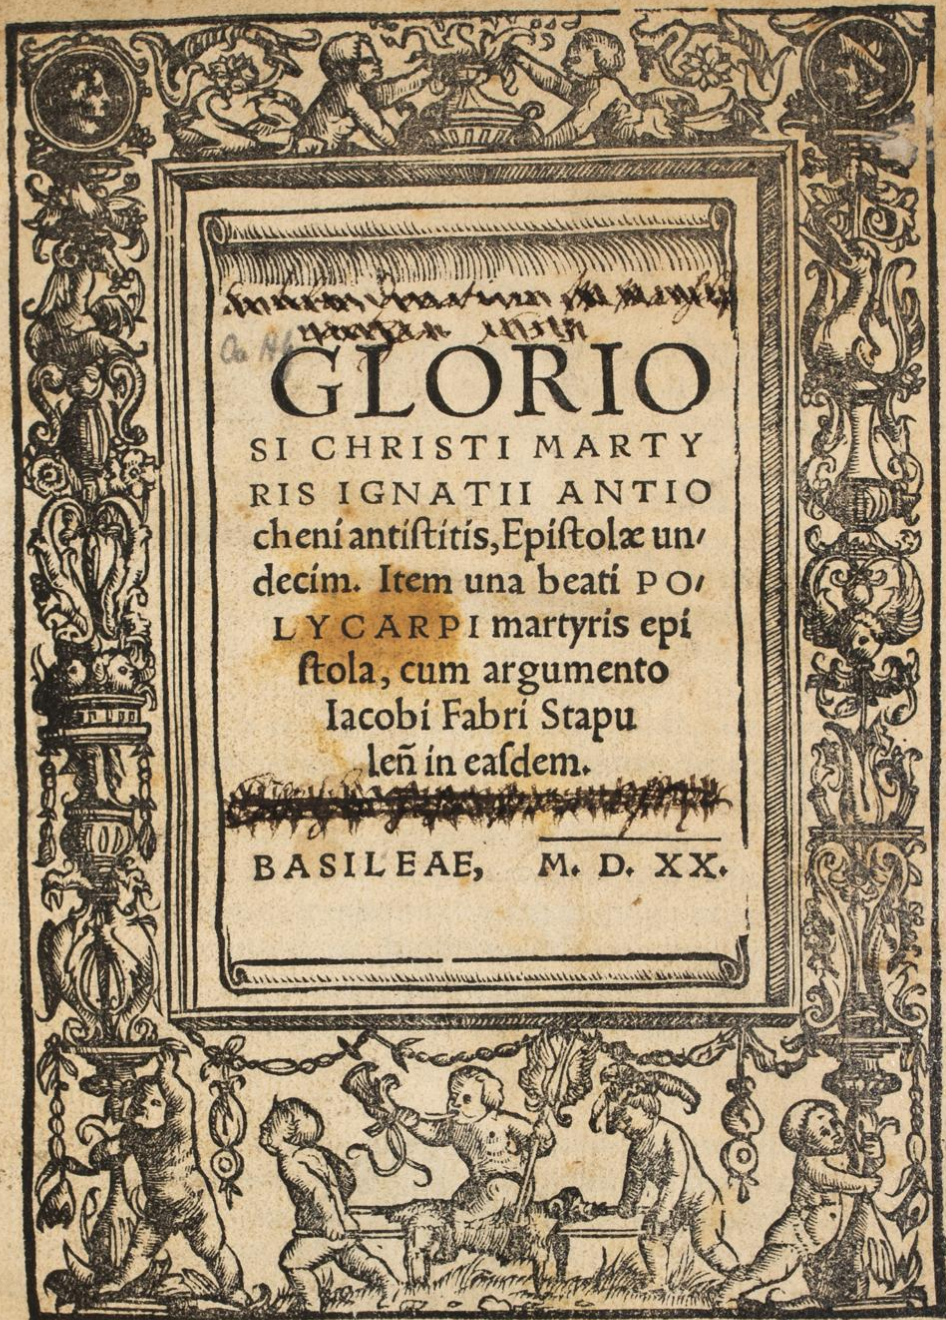 GLORIO
SI CHRISTI MARTY
RIS IGNATII ANTIO
cheni antiſtitis, Epiſtolæ un⸗
decim. Item una beati PO⸗
LYCARPI martyris epi
ſtola, cum argumento
Iacobi Fabri Stapu
len̄ in eaſdem.
BASILEAE, M. D. XX.